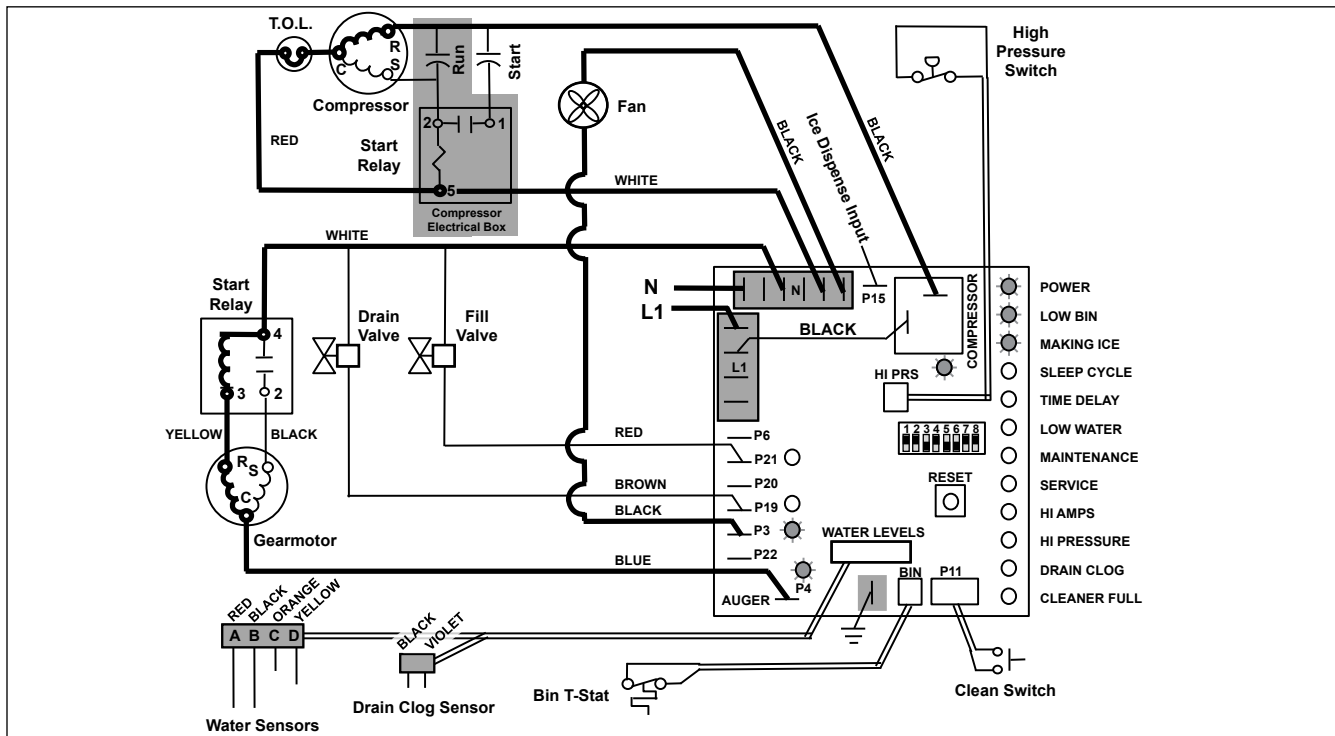 T.O.L.
R
C
S
Compressor
Run
Start
2
1
Start
Relay
5
Compressor
Electrical Box
RED
WHITE
Fan
BLACK
Ice Dispense Input
BLACK
High
Pressure
Switch
WHITE
Start
Relay
4
3
2
YELLOW
BLACK
R
S
C
Gearmotor
Drain
Valve
Fill
Valve
RED
BROWN
BLACK
BLUE
N
L1
N
P15
BLACK
L1
COMPRESSOR
HI PRS
1 2 3 4 5 6 7 8
RESET
P6
P21
P20
P19
P3
P22
P4
AUGER
WATER LEVELS
BIN
P11
POWER
LOW BIN
MAKING ICE
SLEEP CYCLE
TIME DELAY
LOW WATER
MAINTENANCE
SERVICE
HI AMPS
HI PRESSURE
DRAIN CLOG
CLEANER FULL
RED
BLACK
ORANGE
YELLOW
A B C D
Water Sensors
BLACK
VIOLET
Drain Clog Sensor
Bin T-Stat
Clean Switch